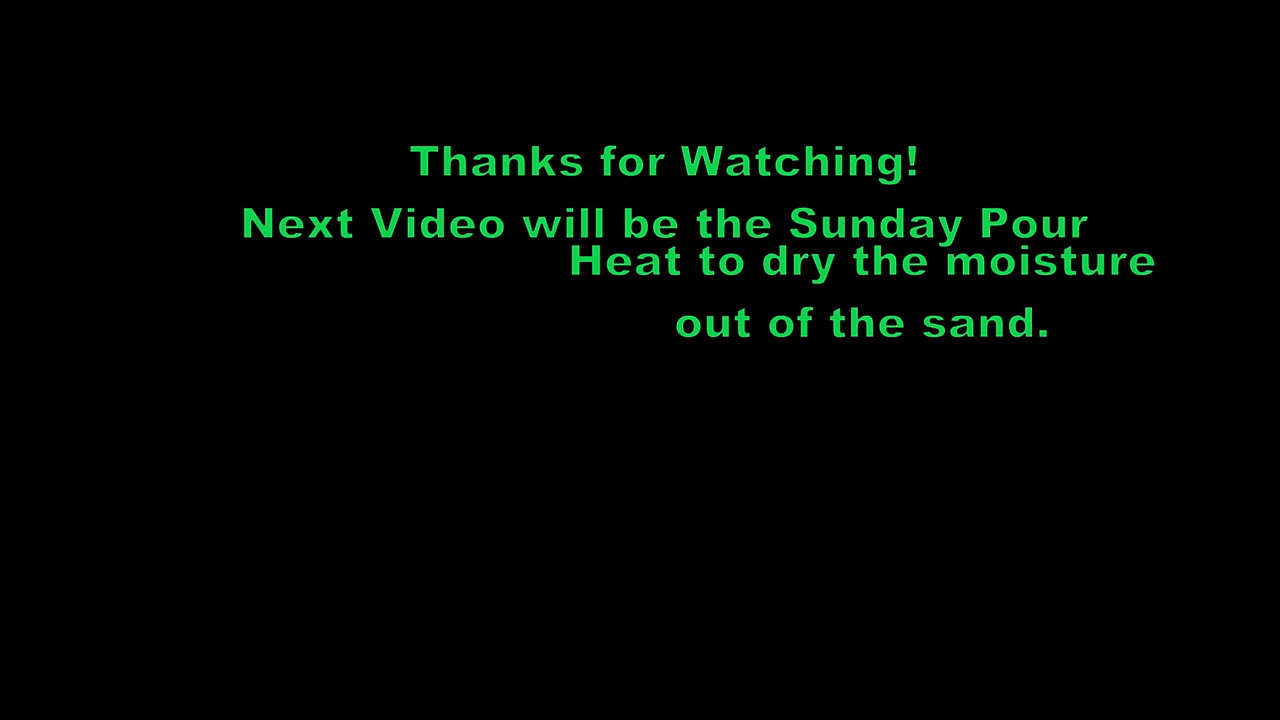 Thanks for Watching!
Next Video will be the Sunday Pour
Heat to dry the moisture
out of the sand.